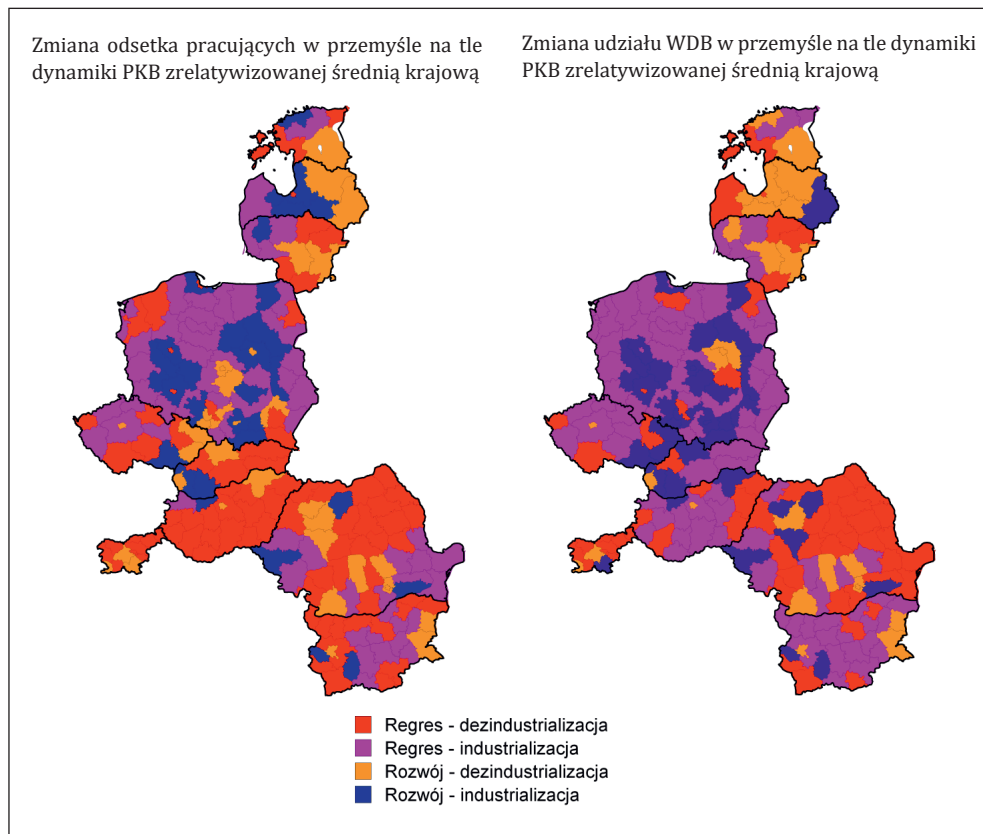 Zmiana odsetka pracujących w przemyśle na tle
dynamiki PKB zrelatywizowanej średnią krajową
Zmiana udziału WDB w przemyśle na tle dynamiki
PKB zrelatywizowanej średnią krajową
Regres - dezindustrializacja
Regres - industrializacja
Rozwój - dezindustrializacja
Rozwój - industrializacja